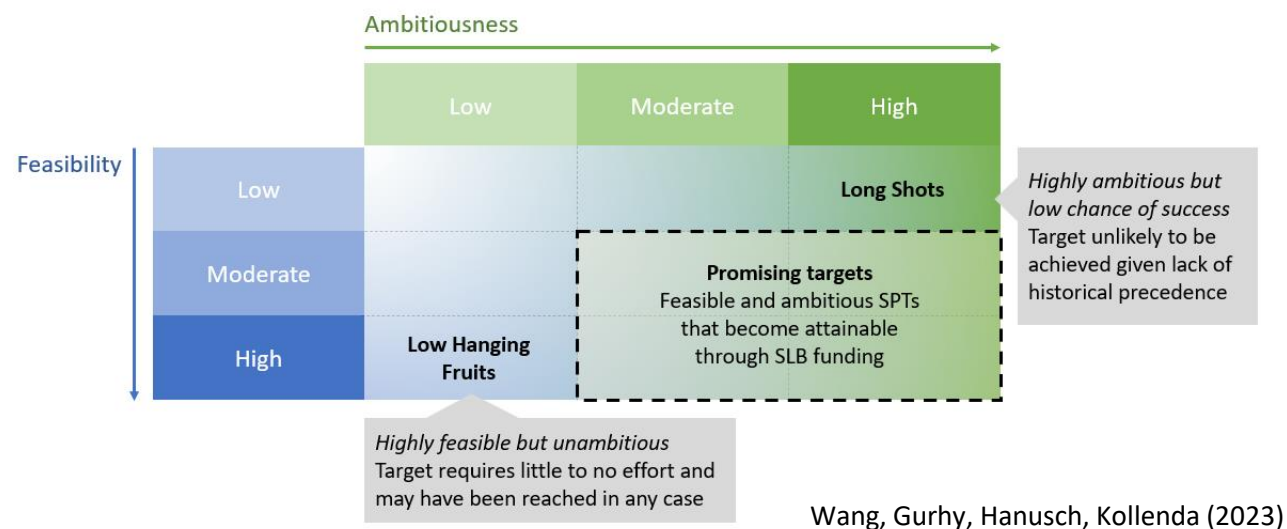 Ambitiousness
Low
Moderate
High
Feasibility
Low
Long Shots
Highly ambitious but
low chance of success
Target unlikely to be
achieved given lack of
historical precedence
Moderate
Promising targets
Feasible and ambitious SPTs
that become attainable
through SLB funding
High
Low Hanging
Fruits
Highly feasible but unambitious
Target requires little to no effort and
may have been reached in any case
Wang, Gurhy, Hanusch, Kollenda (2023)